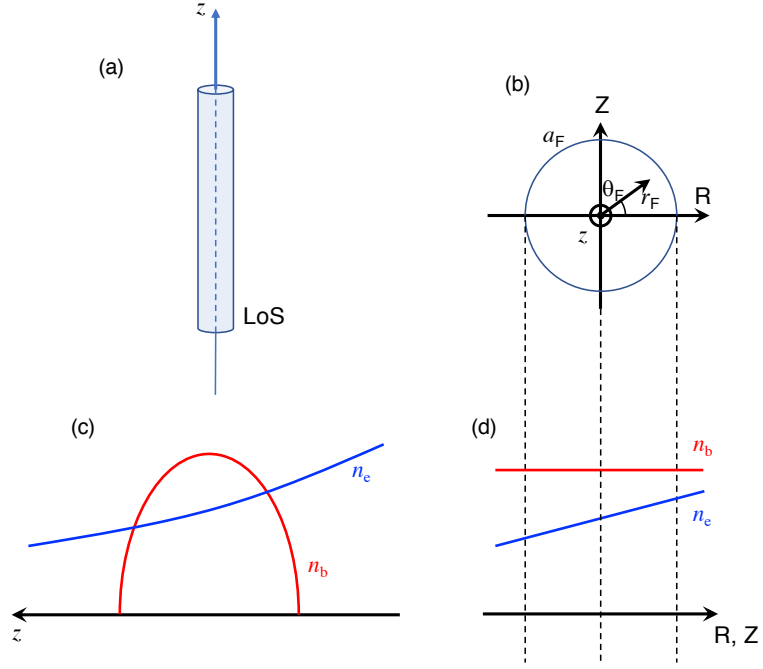 z
(a)
LoS
(b)
Z
a_F
θ_F
r_F
R
z
(c)
n_e
n_b
z
(d)
n_b
n_e
R, Z